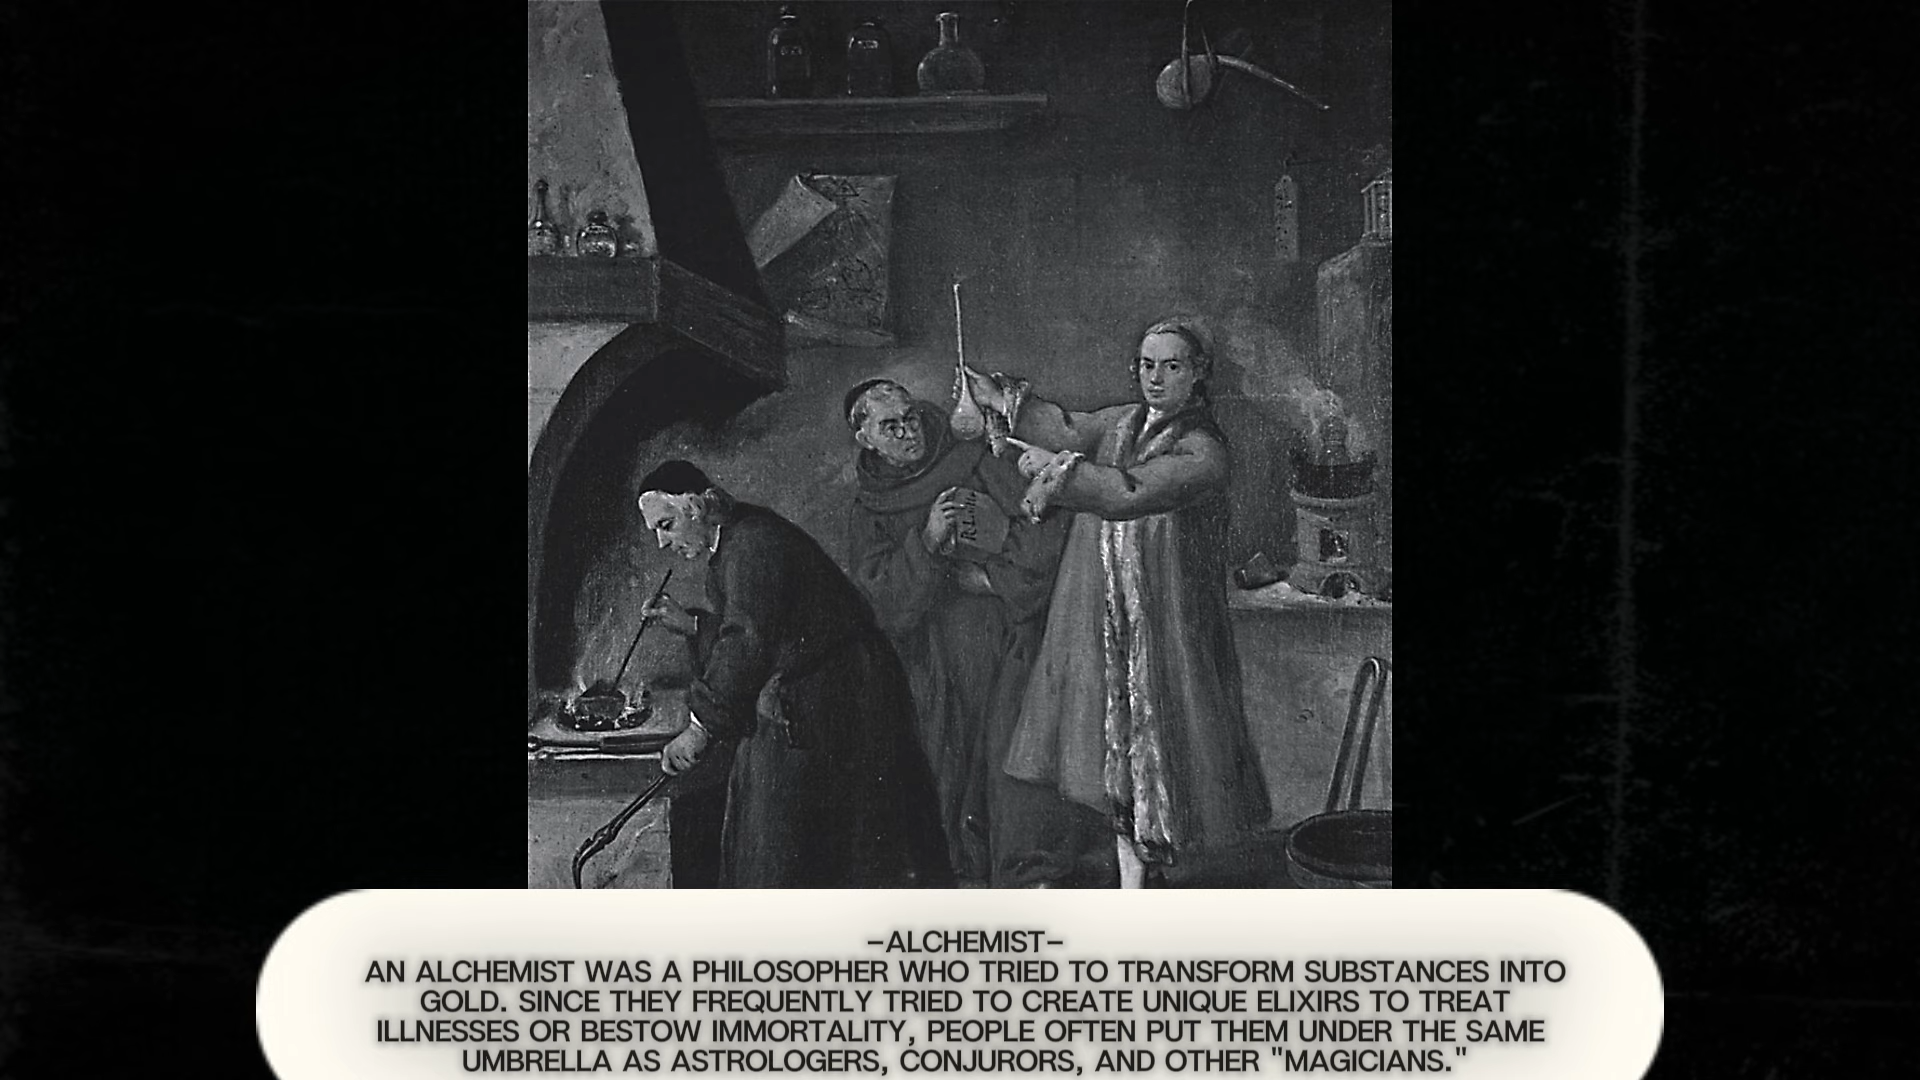 R.Lulli
-ALCHEMIST-
AN ALCHEMIST WAS A PHILOSOPHER WHO TRIED TO TRANSFORM SUBSTANCES INTO
GOLD. SINCE THEY FREQUENTLY TRIED TO CREATE UNIQUE ELIXIRS TO TREAT
ILLNESSES OR BESTOW IMMORTALITY, PEOPLE OFTEN PUT THEM UNDER THE SAME
UMBRELLA AS ASTROLOGERS, CONJURORS, AND OTHER "MAGICIANS."